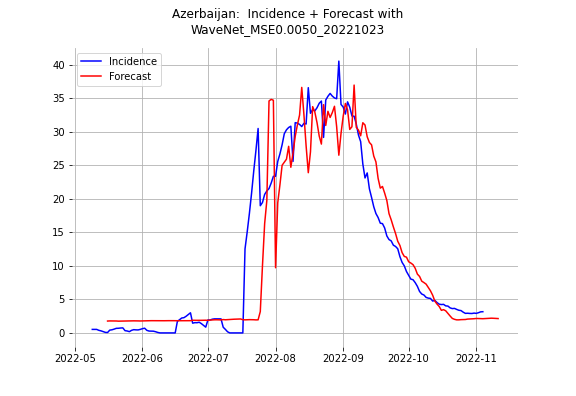 Azerbaijan:  Incidence + Forecast with
WaveNet_MSE0.0050_20221023
Incidence
Forecast
40
35
30
25
20
15
10
5
0
2022-05 2022-06 2022-07 2022-08 2022-09 2022-10 2022-11